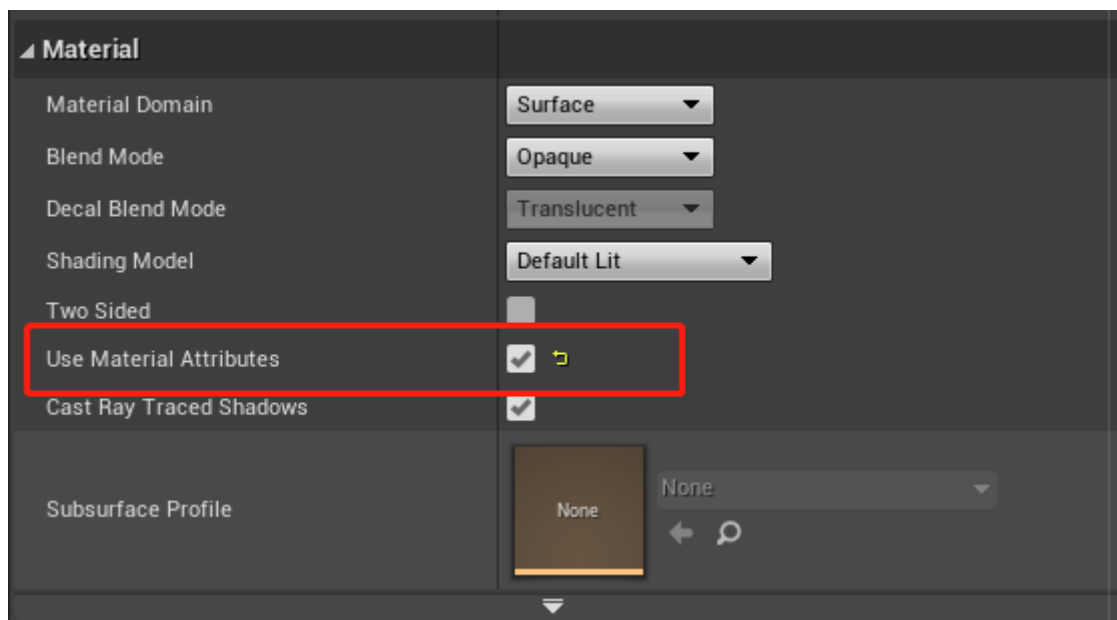 Material
Material Domain Surface
Blend Mode Opaque
Decal Blend Mode Translucent
Shading Model Default Lit
Two Sided
Use Material Attributes
Cast Ray Traced Shadows
Subsurface Profile None None